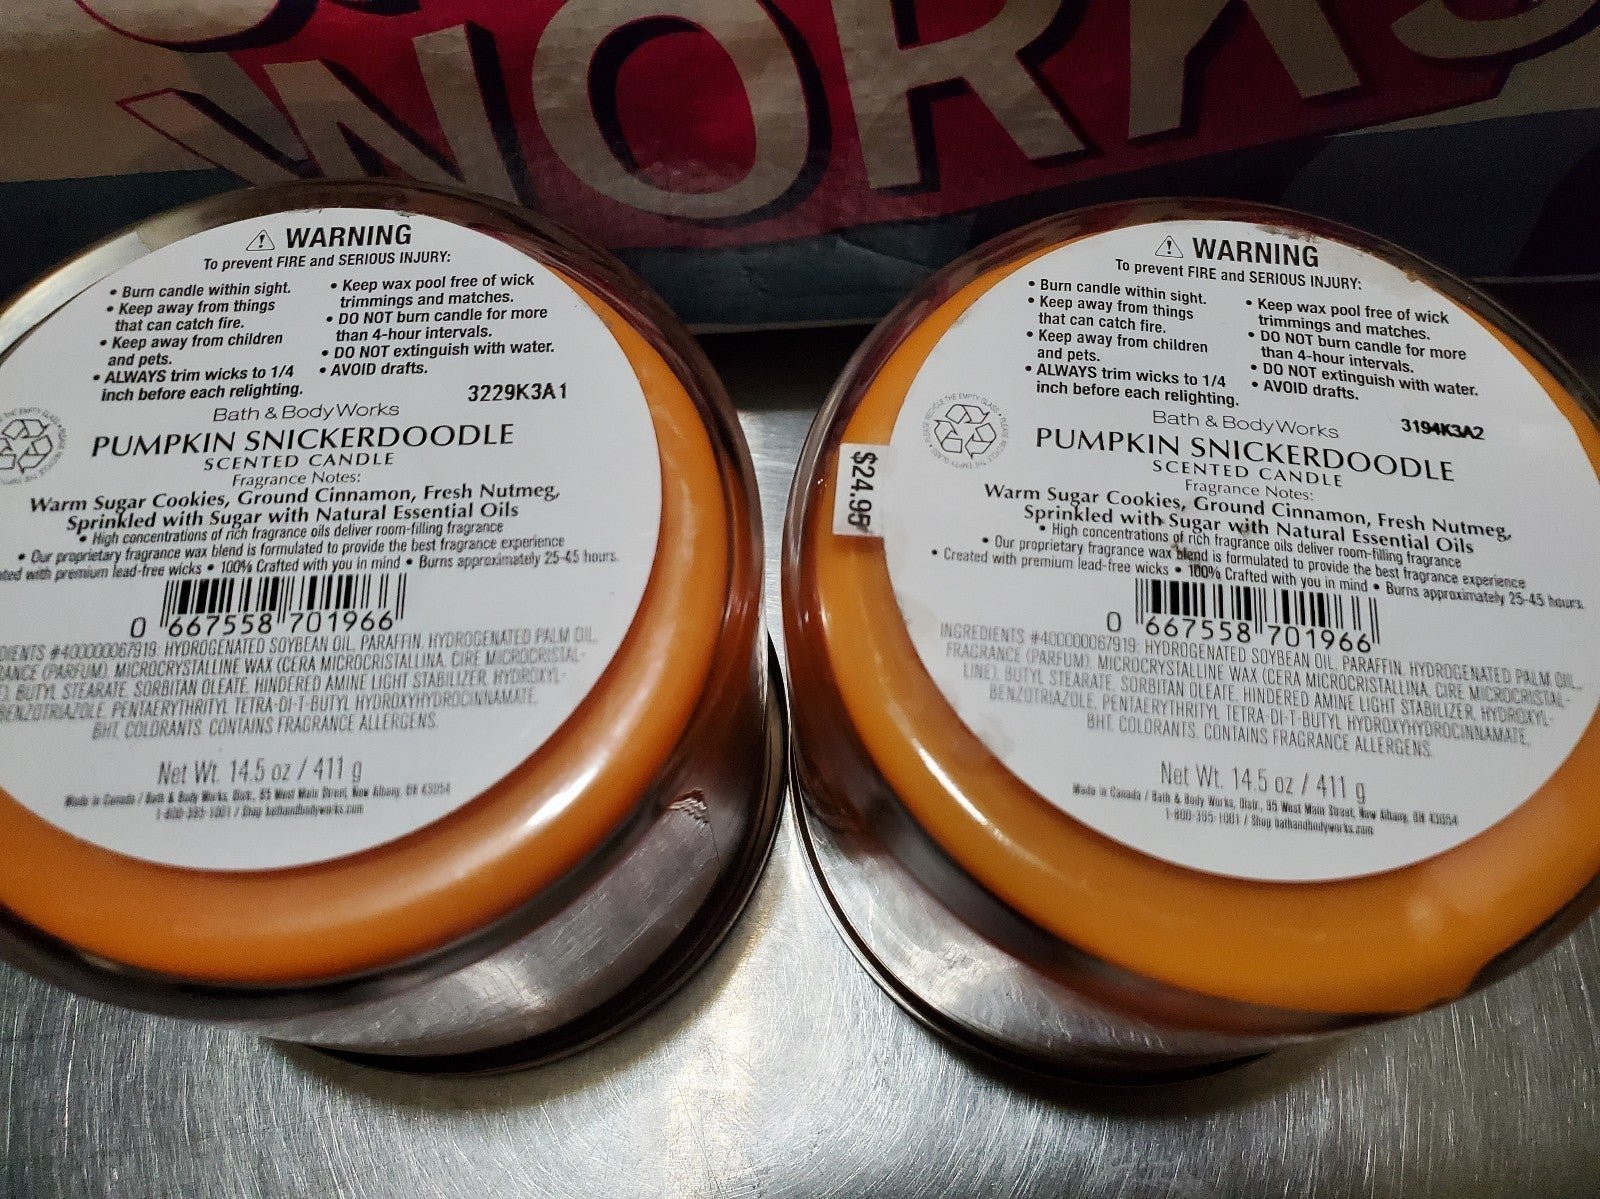 WORKS
WARNING
To prevent FIRE and SERIOUS INJURY:
• Burn candle within sight.
• Keep away from things
that can catch fire.
• Keep away from children
and pets.
• ALWAYS trim wicks to 1/4
inch before each relighting.
• Keep wax pool free of wick
trimmings and matches.
• DO NOT burn candle for more
than 4-hour intervals.
• DO NOT extinguish with water.
• AVOID drafts.
3229K3A1
Bath & Body Works
PUMPKIN SNICKERDOODLE
SCENTED CANDLE
Fragrance Notes:
Warm Sugar Cookies, Ground Cinnamon, Fresh Nutmeg,
Sprinkled with Sugar with Natural Essential Oils
• High concentrations of rich fragrance oils deliver room-filling fragrance
• Our proprietary fragrance wax blend is formulated to provide the best fragrance experience
with premium lead-free wicks • 100% Crafted with you in mind • Burns approximately 25-45 hours.
0 667558 701966
#400000067919: HYDROGENATED SOYBEAN OIL, PARAFFIN, HYDROGENATED PALM OIL,
(PARFUM), MICROCRYSTALLINE WAX (CERA MICROCRISTALLINA, CIRE MICROCRISTAL-
BUTYL STEARATE, SORBITAN OLEATE, HINDERED AMINE LIGHT STABILIZER, HYDROXYL-
BENZOTRIAZOLE, PENTAERYTHRITYL TETRA-DI-T-BUTYL HYDROXYHYDROCINNAMATE,
BHT, COLORANTS. CONTAINS FRAGRANCE ALLERGENS.
Net Wt. 14.5 oz / 411 g
Made in Canada / Bath & Body Works, Distr., 95 West Main Street, New Albany, OH 43054
1-800-395-1001 / Shop bathandbodyworks.com
WARNING
To prevent FIRE and SERIOUS INJURY:
• Burn candle within sight.
• Keep away from things
that can catch fire.
• Keep away from children
and pets.
• ALWAYS trim wicks to 1/4
inch before each relighting.
• Keep wax pool free of wick
trimmings and matches.
• DO NOT burn candle for more
than 4-hour intervals.
• DO NOT extinguish with water.
• AVOID drafts.
3194K3A2
PLEASE RECYCLE THE EMPTY GLASS •
$24.95
Bath & Body Works
PUMPKIN SNICKERDOODLE
SCENTED CANDLE
Fragrance Notes:
Warm Sugar Cookies, Ground Cinnamon, Fresh Nutmeg,
Sprinkled with Sugar with Natural Essential Oils
• High concentrations of rich fragrance oils deliver room-filling fragrance
• Our proprietary fragrance wax blend is formulated to provide the best fragrance experience
• Created with premium lead-free wicks • 100% Crafted with you in mind • Burns approximately 25-45 hours.
0 667558 701966
INGREDIENTS #400000067919: HYDROGENATED SOYBEAN OIL, PARAFFIN, HYDROGENATED PALM OIL,
FRAGRANCE (PARFUM), MICROCRYSTALLINE WAX (CERA MICROCRISTALLINA, CIRE MICROCRISTAL-
LINE), BUTYL STEARATE, SORBITAN OLEATE, HINDERED AMINE LIGHT STABILIZER, HYDROXYL-
BENZOTRIAZOLE, PENTAERYTHRITYL TETRA-DI-T-BUTYL HYDROXYHYDROCINNAMATE,
BHT, COLORANTS. CONTAINS FRAGRANCE ALLERGENS.
Net Wt. 14.5 oz / 411 g
Made in Canada / Bath & Body Works, Distr., 95 West Main Street, New Albany, OH 43054
1-800-395-1001 / Shop bathandbodyworks.com